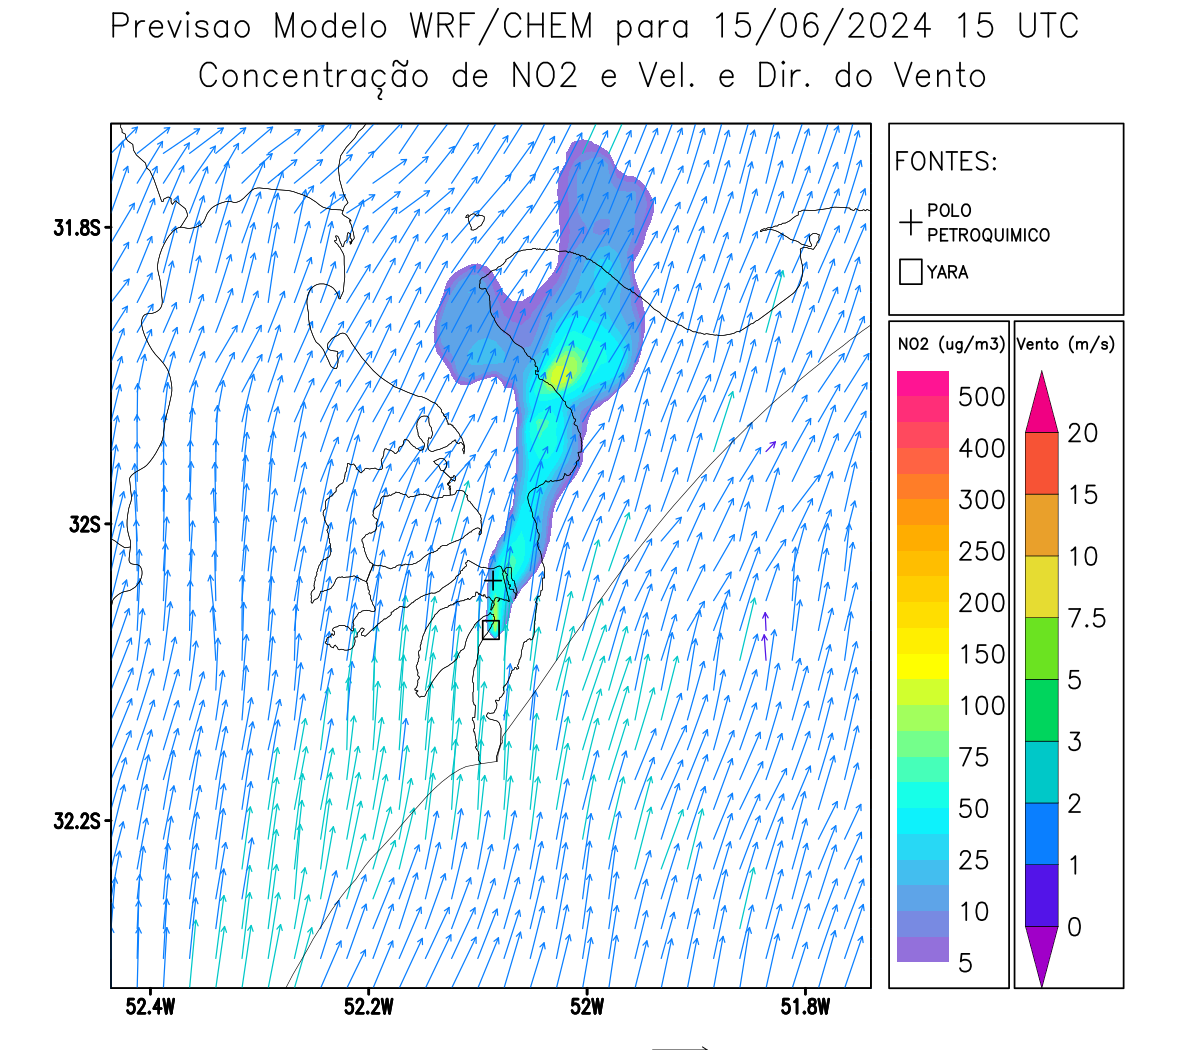 Previsao Modelo WRF/CHEM para 15/06/2024 15 UTC
Concentração de NO2 e Vel. e Dir. do Vento
FONTES:
POLO
PETROQUIMICO
YARA
31.8S
32S
32.2S
52.4W
52.2W
52W
51.8W
NO2 (ug/m3)
500
400
300
250
200
150
100
75
50
25
10
5
Vento (m/s)
20
15
10
7.5
5
3
2
1
0